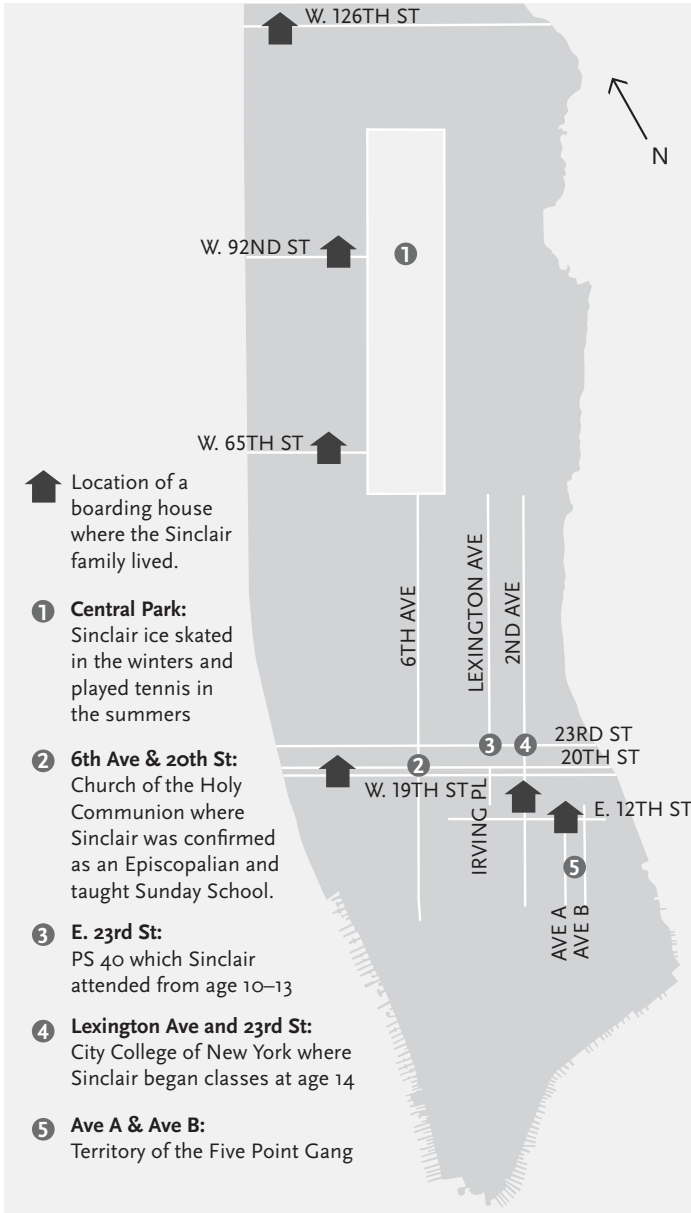 W. 126TH ST
N
W. 92ND ST
1
W. 65TH ST
Location of a
boarding house
where the Sinclair
family lived.
1 Central Park:
Sinclair ice skated
in the winters and
played tennis in
the summers
2 6th Ave & 20th St:
Church of the Holy
Communion where
Sinclair was confirmed
as an Episcopalian and
taught Sunday School.
3 E. 23rd St:
PS 40 which Sinclair
attended from age 10–13
4 Lexington Ave and 23rd St:
City College of New York where
Sinclair began classes at age 14
5 Ave A & Ave B:
Territory of the Five Point Gang
6TH AVE
LEXINGTON AVE
2ND AVE
3
4
23RD ST
2
20TH ST
W. 19TH ST
IRVING PL
E. 12TH ST
5
AVE A
AVE B